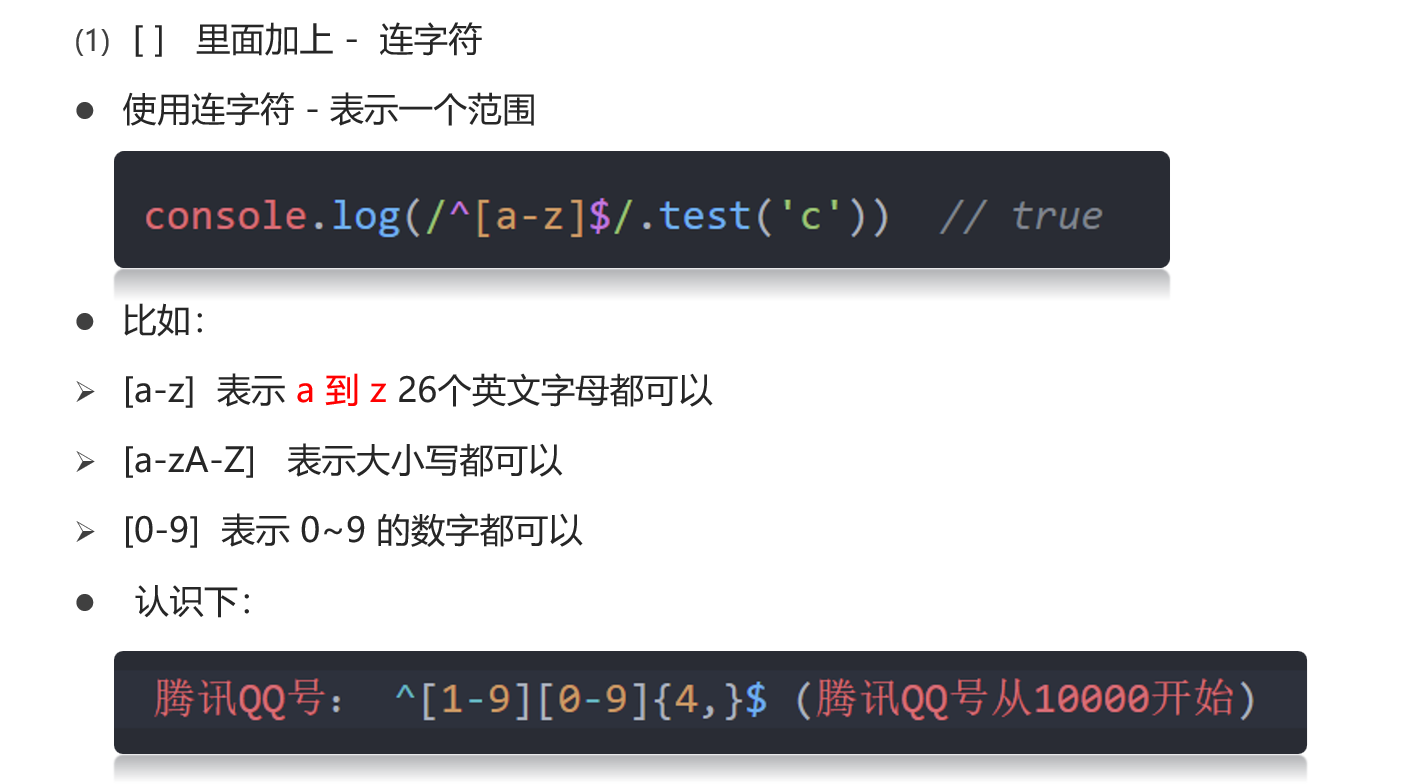 (1) [ ] 里面加上 - 连字符
● 使用连字符 - 表示一个范围
console.log(/^[a-z]$/.test('c')) // true
● 比如：
➢ [a-z] 表示 a 到 z 26个英文字母都可以
➢ [a-zA-Z] 表示大小写都可以
➢ [0-9] 表示 0~9 的数字都可以
● 认识下：
腾讯QQ号： ^[1-9][0-9]{4,}$ (腾讯QQ号从10000开始)